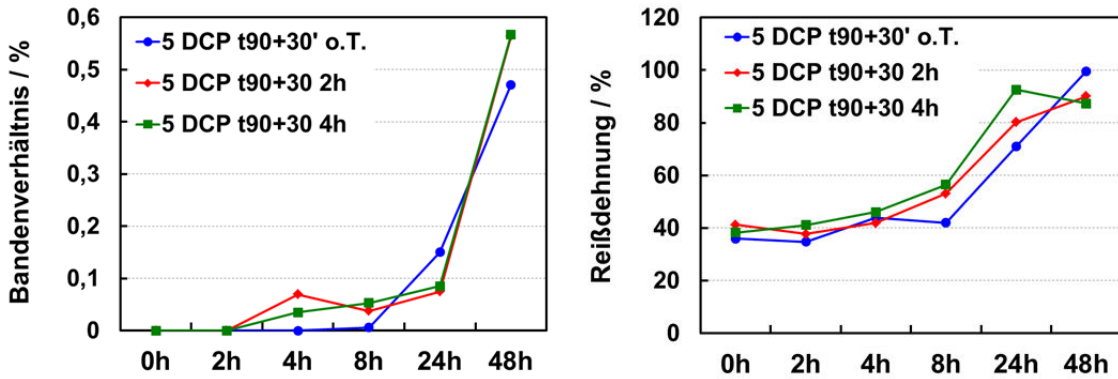 Bandenverhältnis / %
0,6
0,5
0,4
0,3
0,2
0,1
0
5 DCP t90+30' o.T.
5 DCP t90+30 2h
5 DCP t90+30 4h
0h 2h 4h 8h 24h 48h
Reißdehnung / %
120
100
80
60
40
20
0
5 DCP t90+30' o.T.
5 DCP t90+30 2h
5 DCP t90+30 4h
0h 2h 4h 8h 24h 48h